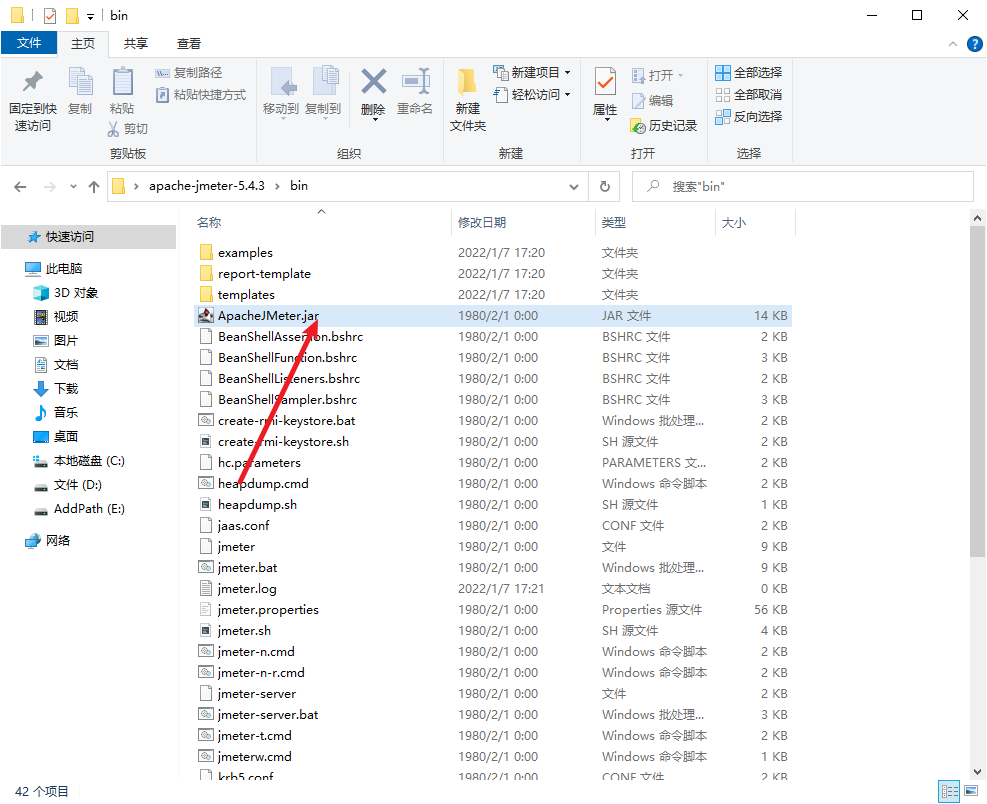 bin
文件 主页 共享 查看
固定到快速访问
复制
粘贴
复制路径
粘贴快捷方式
剪切
剪贴板
移动到
复制到
删除
重命名
组织
新建文件夹
新建项目
轻松访问
新建
属性
打开
编辑
历史记录
打开
全部选择
全部取消
反向选择
选择
apache-jmeter-5.4.3 › bin
搜索"bin"
快速访问
此电脑
3D 对象
视频
图片
文档
下载
音乐
桌面
本地磁盘 (C:)
文件 (D:)
AddPath (E:)
网络
名称 修改日期 类型 大小
examples 2022/1/7 17:20 文件夹
report-template 2022/1/7 17:20 文件夹
templates 2022/1/7 17:20 文件夹
ApacheJMeter.jar 1980/2/1 0:00 JAR 文件 14 KB
BeanShellAssertion.bshrc 1980/2/1 0:00 BSHRC 文件 2 KB
BeanShellFunction.bshrc 1980/2/1 0:00 BSHRC 文件 3 KB
BeanShellListeners.bshrc 1980/2/1 0:00 BSHRC 文件 2 KB
BeanShellSampler.bshrc 1980/2/1 0:00 BSHRC 文件 3 KB
create-rmi-keystore.bat 1980/2/1 0:00 Windows 批处理... 2 KB
create-rmi-keystore.sh 1980/2/1 0:00 SH 源文件 2 KB
hc.parameters 1980/2/1 0:00 PARAMETERS 文... 2 KB
heapdump.cmd 1980/2/1 0:00 Windows 命令脚本 2 KB
heapdump.sh 1980/2/1 0:00 SH 源文件 1 KB
jaas.conf 1980/2/1 0:00 CONF 文件 2 KB
jmeter 1980/2/1 0:00 文件 9 KB
jmeter.bat 1980/2/1 0:00 Windows 批处理... 9 KB
jmeter.log 2022/1/7 17:21 文本文档 0 KB
jmeter.properties 1980/2/1 0:00 Properties 源文件 56 KB
jmeter.sh 1980/2/1 0:00 SH 源文件 4 KB
jmeter-n.cmd 1980/2/1 0:00 Windows 命令脚本 2 KB
jmeter-n-r.cmd 1980/2/1 0:00 Windows 命令脚本 2 KB
jmeter-server 1980/2/1 0:00 文件 2 KB
jmeter-server.bat 1980/2/1 0:00 Windows 批处理... 3 KB
jmeter-t.cmd 1980/2/1 0:00 Windows 命令脚本 2 KB
jmeterw.cmd 1980/2/1 0:00 Windows 命令脚本 1 KB
krb5.conf 1980/2/1 0:00 CONF 文件 2 KB
42 个项目